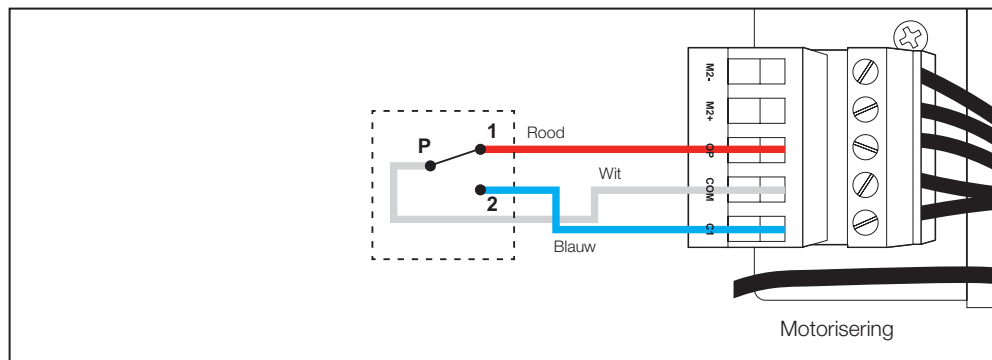 M2-
M2+
1
Rood
P
OP
Wit
COM
2
C1
Blauw
Motorisering